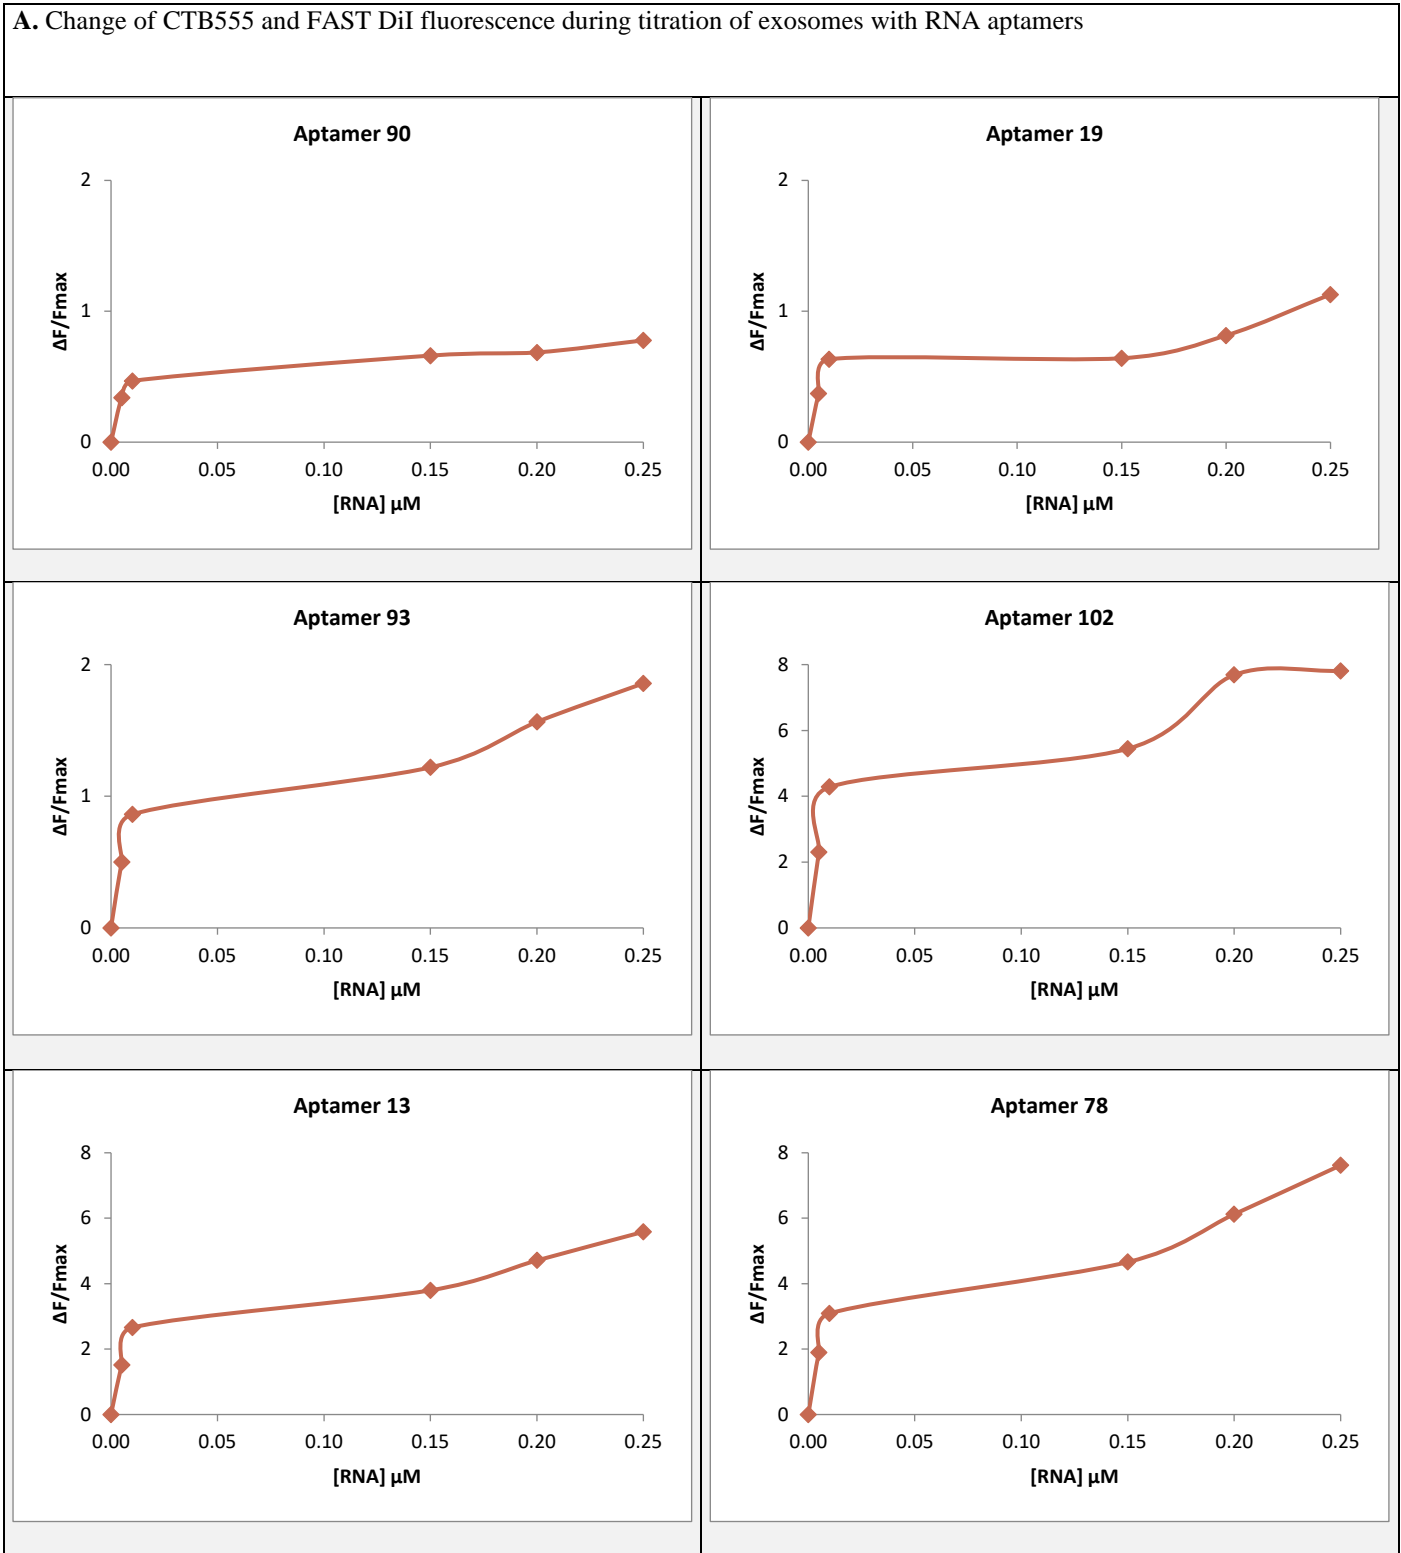 A. Change of CTB555 and FAST DiI fluorescence during titration of exosomes with RNA aptamers
Aptamer 90
2
1
0
ΔF/Fmax
0.00 0.05 0.10 0.15 0.20 0.25
[RNA] µM
Aptamer 19
2
1
0
ΔF/Fmax
0.00 0.05 0.10 0.15 0.20 0.25
[RNA] µM
Aptamer 93
2
1
0
ΔF/Fmax
0.00 0.05 0.10 0.15 0.20 0.25
[RNA] µM
Aptamer 102
8
6
4
2
0
ΔF/Fmax
0.00 0.05 0.10 0.15 0.20 0.25
[RNA] µM
Aptamer 13
8
6
4
2
0
ΔF/Fmax
0.00 0.05 0.10 0.15 0.20 0.25
[RNA] µM
Aptamer 78
8
6
4
2
0
ΔF/Fmax
0.00 0.05 0.10 0.15 0.20 0.25
[RNA] µM